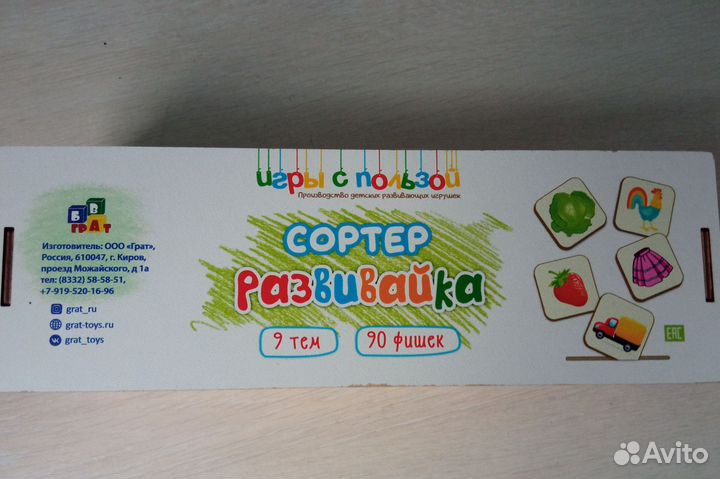 игры с пользой
Производство детских развивающих игрушек
БВ
ГРАТ
Изготовитель: ООО «Грат»,
Россия, 610047, г. Киров,
проезд Можайского, д 1а
тел: (8332) 58-58-51,
+7-919-520-16-96
grat_ru
grat-toys.ru
grat_toys
СОРТЕР
Развивайка
9 тем
90 фишек
EAC
Avito